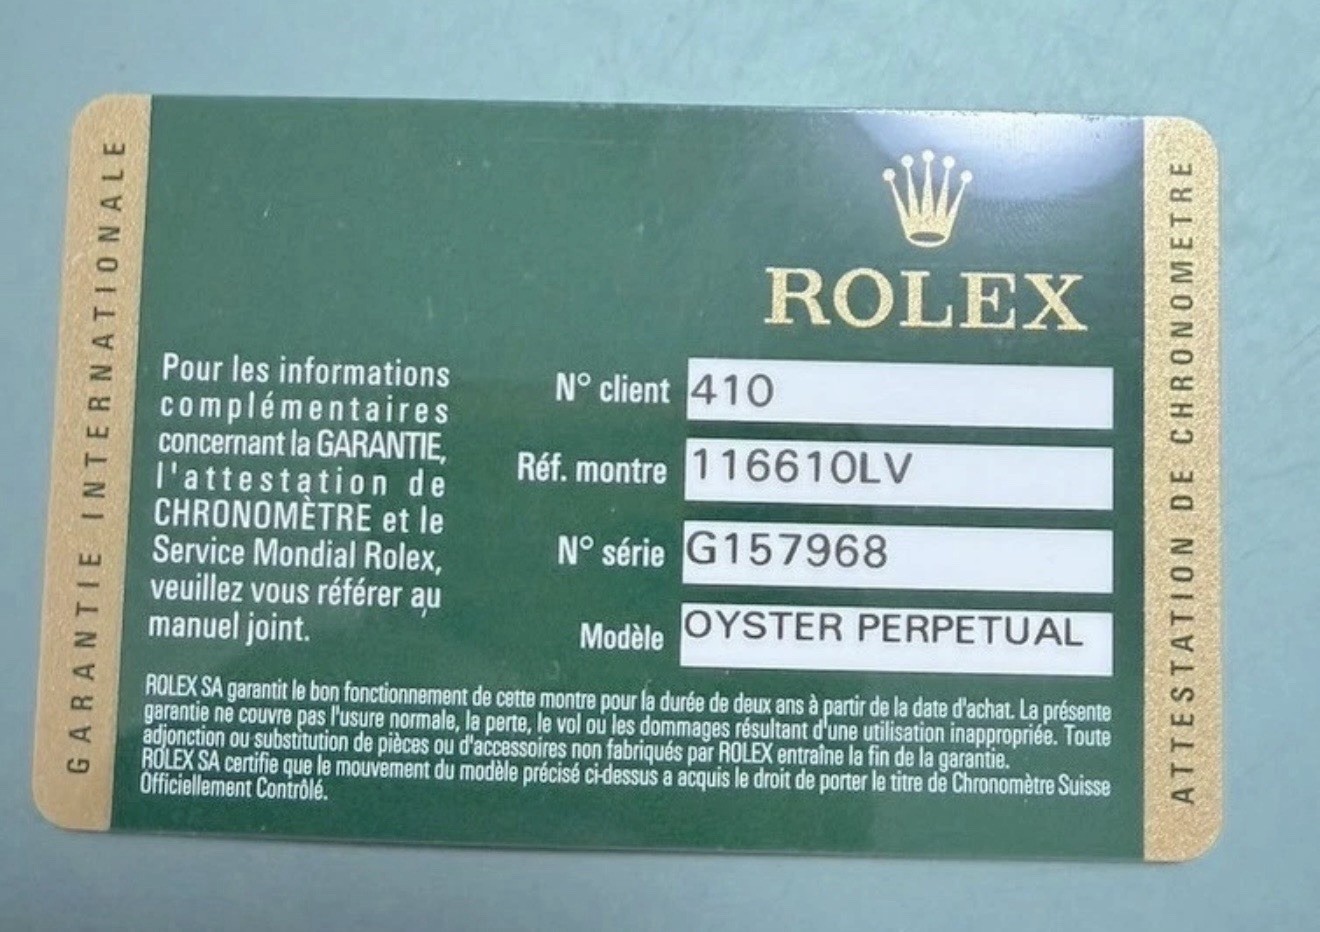 GARANTIE INTERNATIONALE
ROLEX
Pour les informations
complémentaires
concernant la GARANTIE,
l'attestation de
CHRONOMÈTRE et le
Service Mondial Rolex,
veuillez vous référer au
manuel joint.
N° client 410
Réf. montre 116610LV
N° série G157968
Modèle OYSTER PERPETUAL
ROLEX SA garantit le bon fonctionnement de cette montre pour la durée de deux ans à partir de la date d'achat. La présente
garantie ne couvre pas l'usure normale, la perte, le vol ou les dommages résultant d'une utilisation inappropriée. Toute
adjonction ou substitution de pièces ou d'accessoires non fabriqués par ROLEX entraîne la fin de la garantie.
ROLEX SA certifie que le mouvement du modèle précisé ci-dessus a acquis le droit de porter le titre de Chronomètre Suisse
Officiellement Contrôlé.
ATTESTATION DE CHRONOMETRE